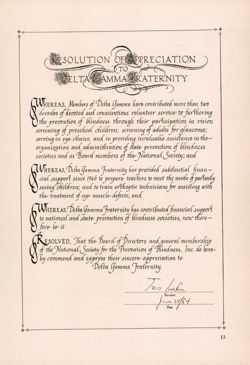 RESOLUTION OF APPRECIATION
TO
DELTA GAMMA FRATERNITY
WHEREAS, Members of Delta Gamma have contributed more than two
decades of devoted and conscientious volunteer service to furthering
the prevention of blindness through their participation in vision
screening of preschool children; screening of adults for glaucoma;
serving in eye clinics; and in providing invaluable assistance in the
organization and administration of state prevention of blindness
societies and as Board members of the National Society; and
WHEREAS, Delta Gamma Fraternity has provided substantial finan-
cial support since 1946 to prepare teachers to meet the needs of partially
seeing children; and to train orthoptic technicians for assisting with
the treatment of eye muscle defects; and
WHEREAS, Delta Gamma Fraternity has contributed financial support
to national and state prevention of blindness societies, now there-
fore be it
RESOLVED, That the Board of Directors and general membership
of the National Society for the Prevention of Blindness, Inc. do here-
by commend and express their sincere appreciation to
Delta Gamma Fraternity.
President
Date
13